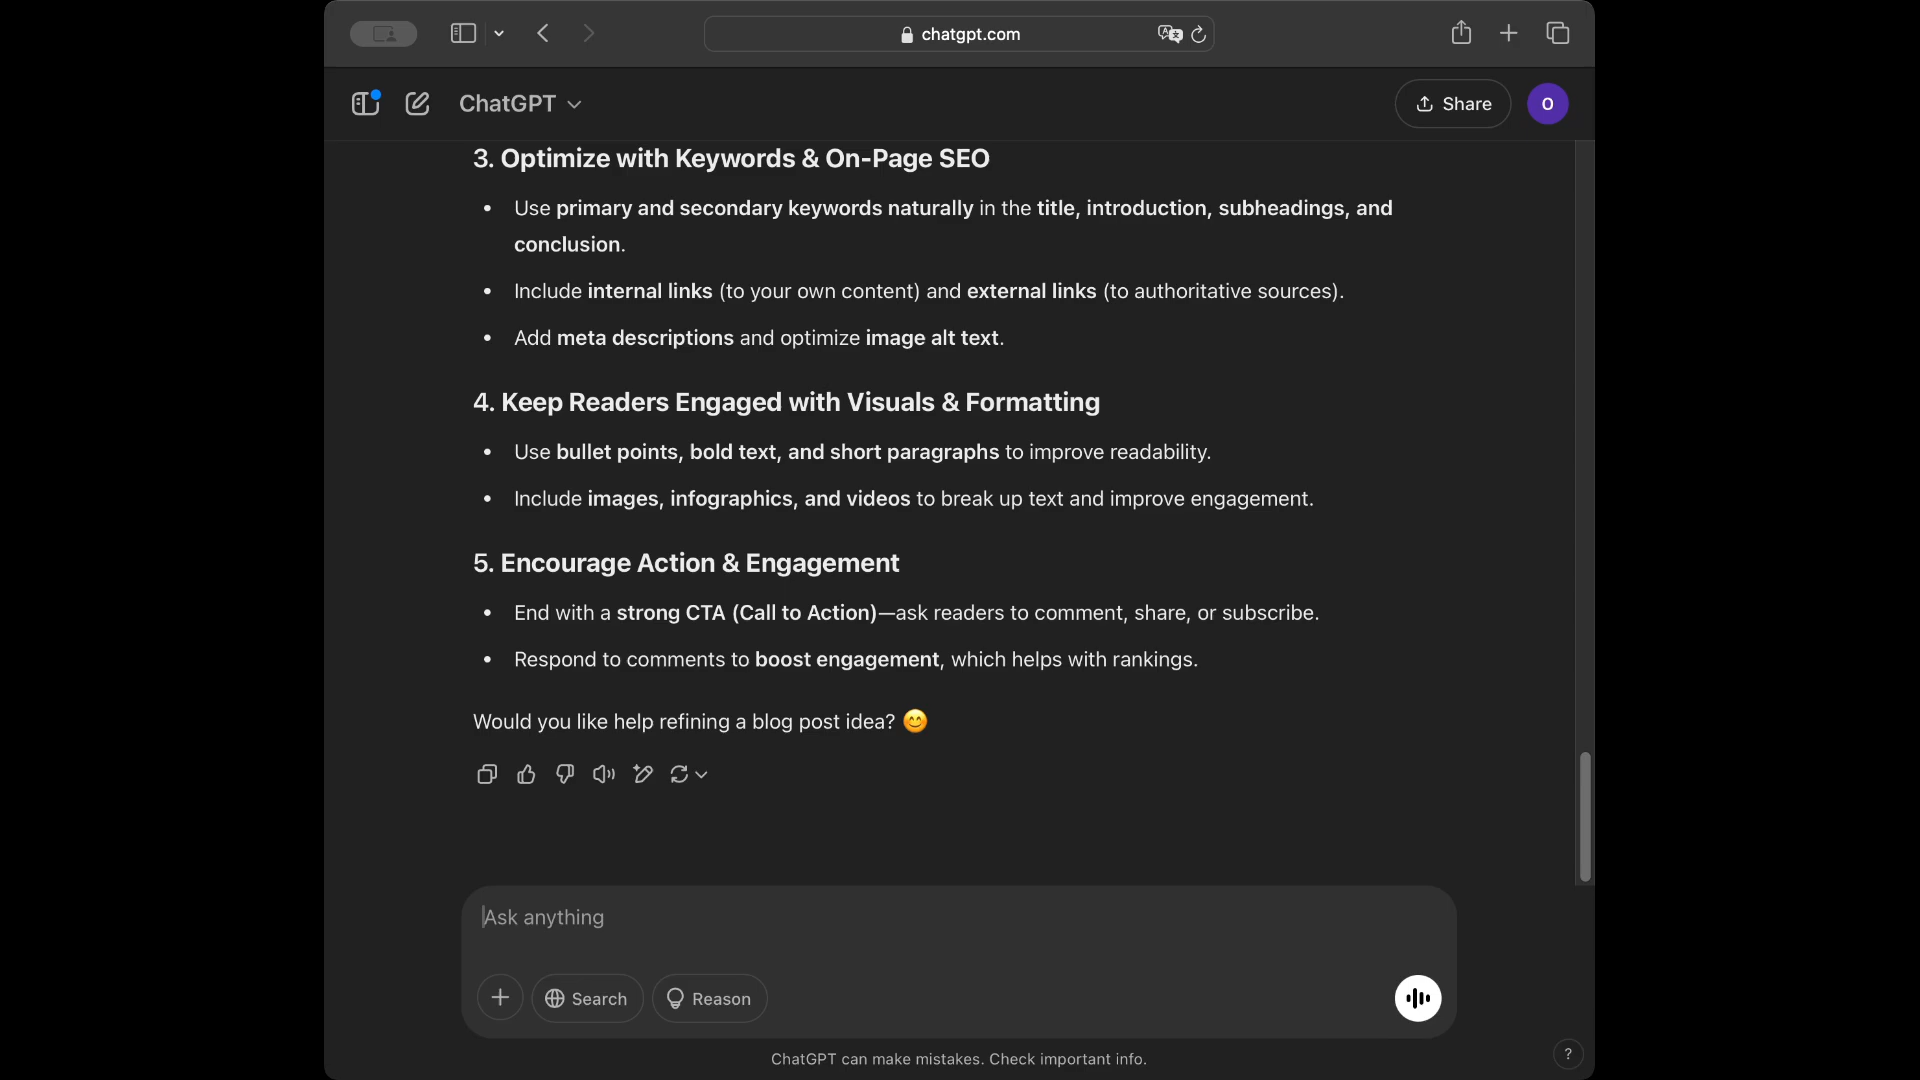 chatgpt.com
ChatGPT
Share
O
3. Optimize with Keywords & On-Page SEO
• Use primary and secondary keywords naturally in the title, introduction, subheadings, and
conclusion.
• Include internal links (to your own content) and external links (to authoritative sources).
• Add meta descriptions and optimize image alt text.
4. Keep Readers Engaged with Visuals & Formatting
• Use bullet points, bold text, and short paragraphs to improve readability.
• Include images, infographics, and videos to break up text and improve engagement.
5. Encourage Action & Engagement
• End with a strong CTA (Call to Action)—ask readers to comment, share, or subscribe.
• Respond to comments to boost engagement, which helps with rankings.
Would you like help refining a blog post idea? 😊
Ask anything
Search
Reason
ChatGPT can make mistakes. Check important info.
?